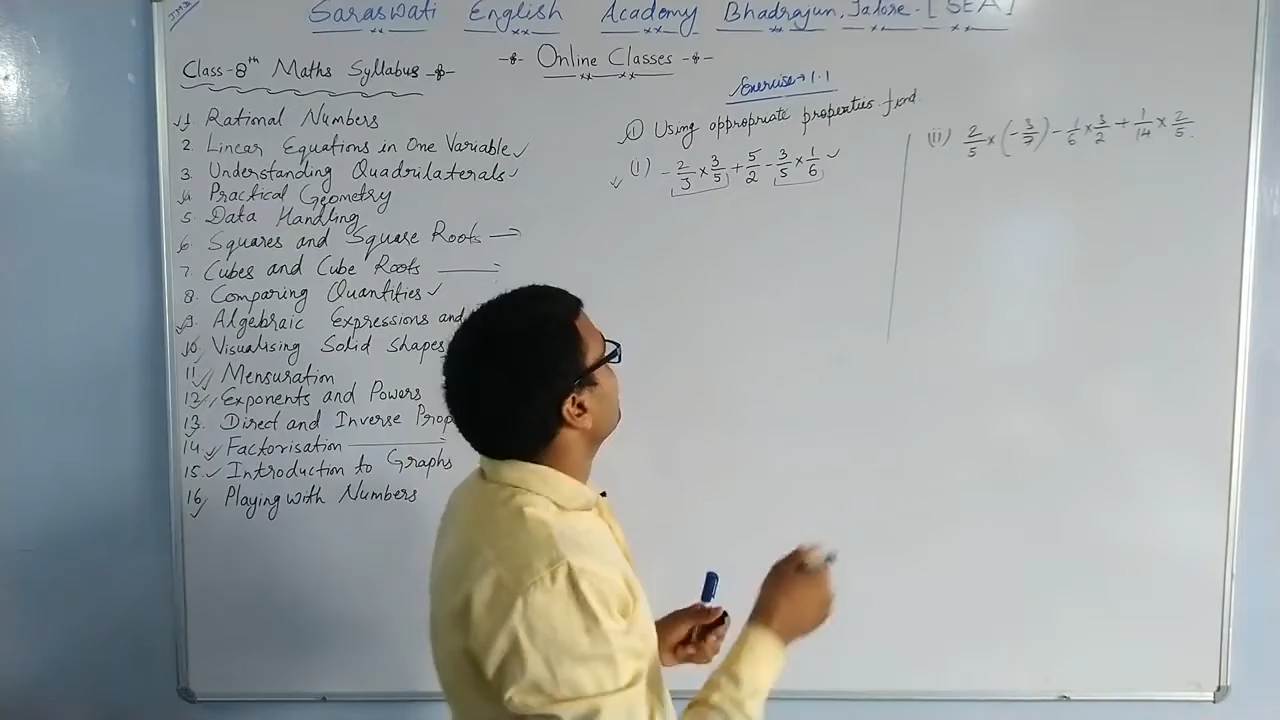 JMD
Saraswati English Academy Bhadrajun, Jalore. [SEA]
Online Classes
Class-8th Maths Syllabus
1. Rational Numbers
2. Linear Equations in One Variable
3. Understanding Quadrilaterals
4. Practical Geometry
5. Data Handling
6. Squares and Square Roots
7. Cubes and Cube Roots
8. Comparing Quantities
9. Algebraic Expressions and
10. Visualising Solid shapes
11. Mensuration
12. Exponents and Powers
13. Direct and Inverse Prop
14. Factorisation
15. Introduction to Graphs
16. Playing with Numbers
Exercise→1.1
① Using appropriate properties find
(i) -2/3 × 3/5 + 5/2 - 3/5 × 1/6
(ii) 2/5 × (-3/7) - 1/6 × 3/2 + 1/14 × 2/5.